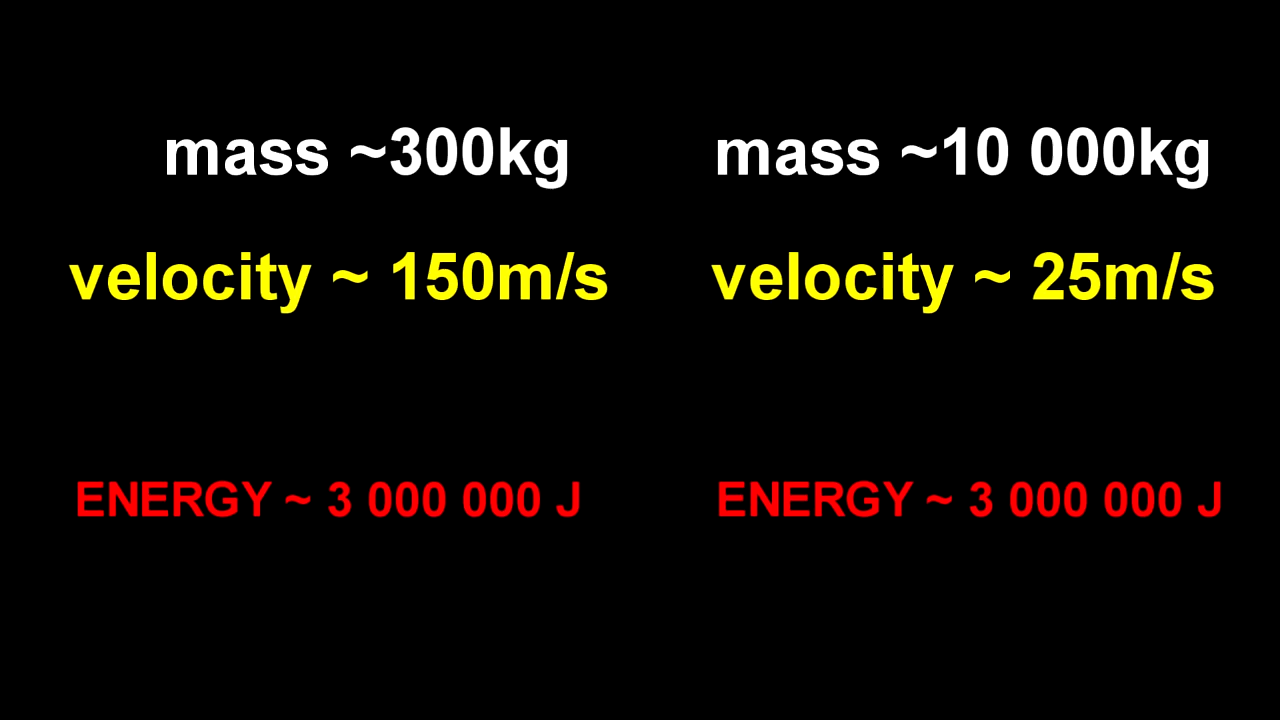 mass ~300kg
velocity ~ 150m/s
ENERGY ~ 3 000 000 J
mass ~10 000kg
velocity ~ 25m/s
ENERGY ~ 3 000 000 J